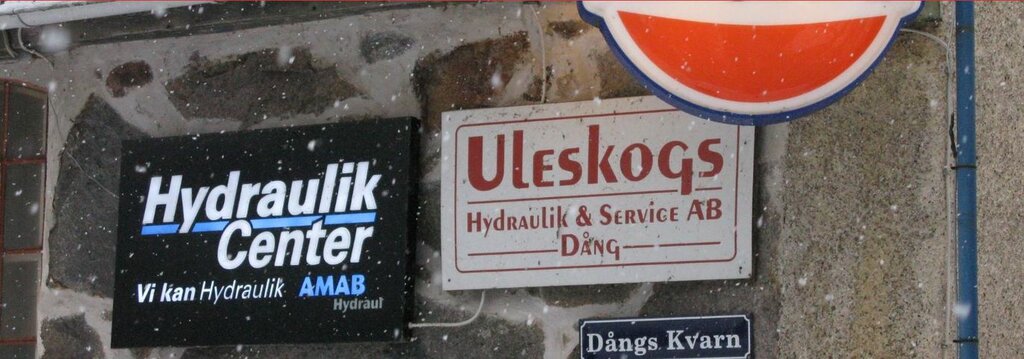 Hydraulik
Center
Vi kan Hydraulik AMAB
Hydraul
Uleskogs
Hydraulik & Service AB
Dång
Dångs Kvarn